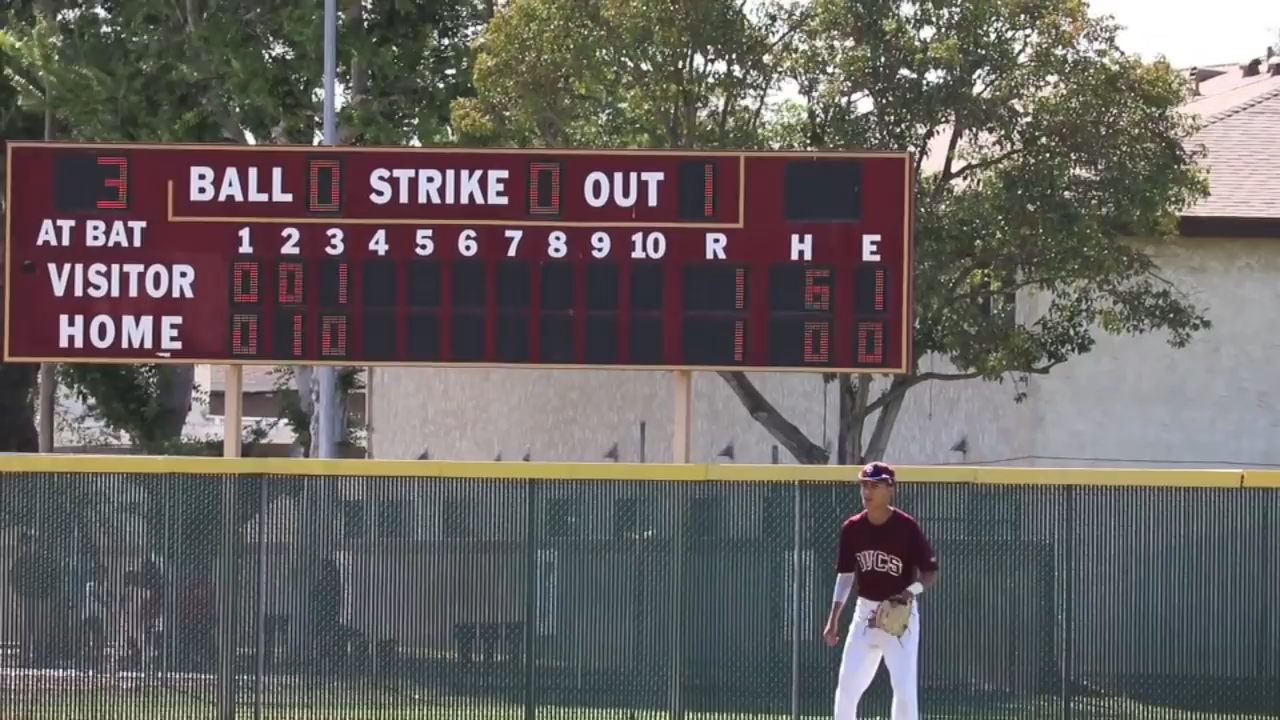 3 BALL 0 STRIKE 0 OUT 1
AT BAT 1 2 3 4 5 6 7 8 9 10 R H E
VISITOR 0 0 1 1 6 1
HOME 0 1 0 1 0 0
OVCS